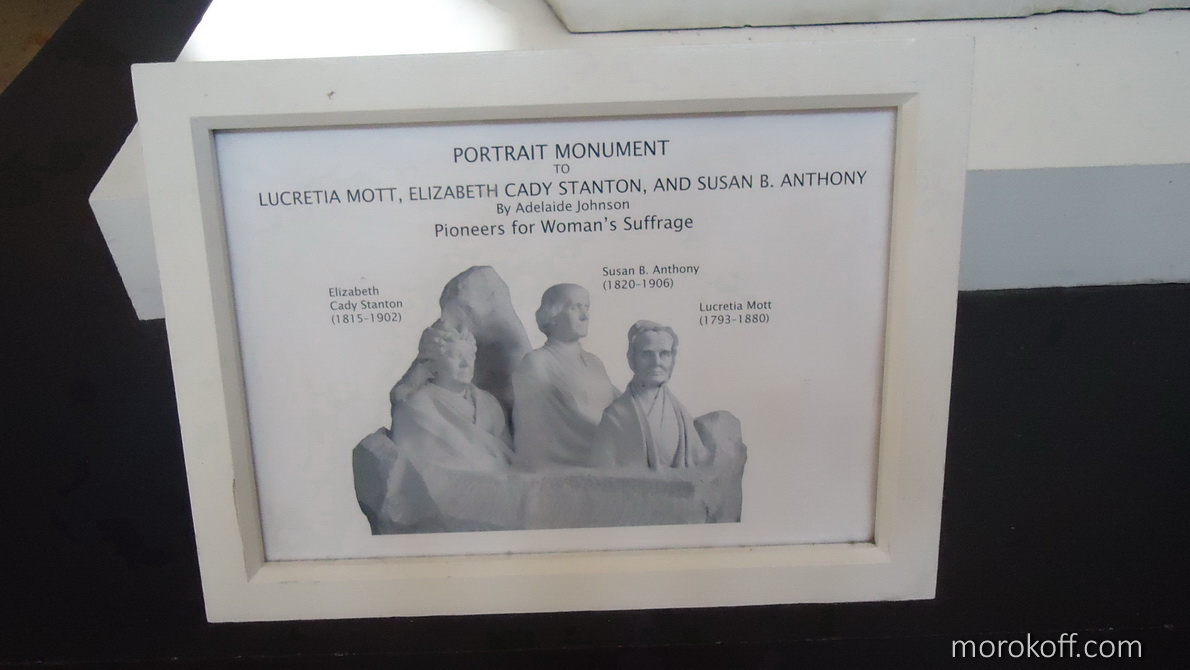 PORTRAIT MONUMENT
TO
LUCRETIA MOTT, ELIZABETH CADY STANTON, AND SUSAN B. ANTHONY
By Adelaide Johnson
Pioneers for Woman's Suffrage
Elizabeth
Cady Stanton
(1815-1902)
Susan B. Anthony
(1820-1906)
Lucretia Mott
(1793-1880)
morokoff.com